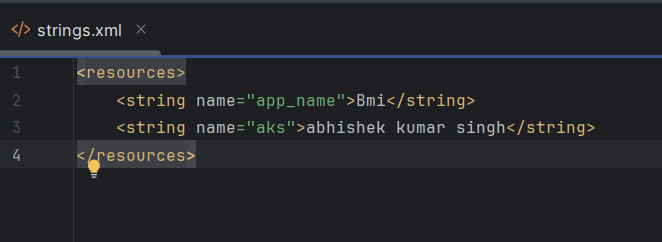 strings.xml
1 <resources>
2     <string name="app_name">Bmi</string>
3     <string name="aks">abhishek kumar singh</string>
4 </resources>